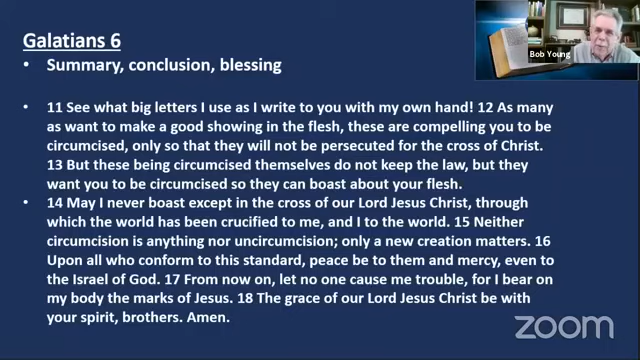 Galatians 6
• Summary, conclusion, blessing
Bob Young
• 11 See what big letters I use as I write to you with my own hand! 12 As many
as want to make a good showing in the flesh, these are compelling you to be
circumcised, only so that they will not be persecuted for the cross of Christ.
13 But these being circumcised themselves do not keep the law, but they
want you to be circumcised so they can boast about your flesh.
• 14 May I never boast except in the cross of our Lord Jesus Christ, through
which the world has been crucified to me, and I to the world. 15 Neither
circumcision is anything nor uncircumcision; only a new creation matters. 16
Upon all who conform to this standard, peace be to them and mercy, even to
the Israel of God. 17 From now on, let no one cause me trouble, for I bear on
my body the marks of Jesus. 18 The grace of our Lord Jesus Christ be with
your spirit, brothers. Amen.
zoom